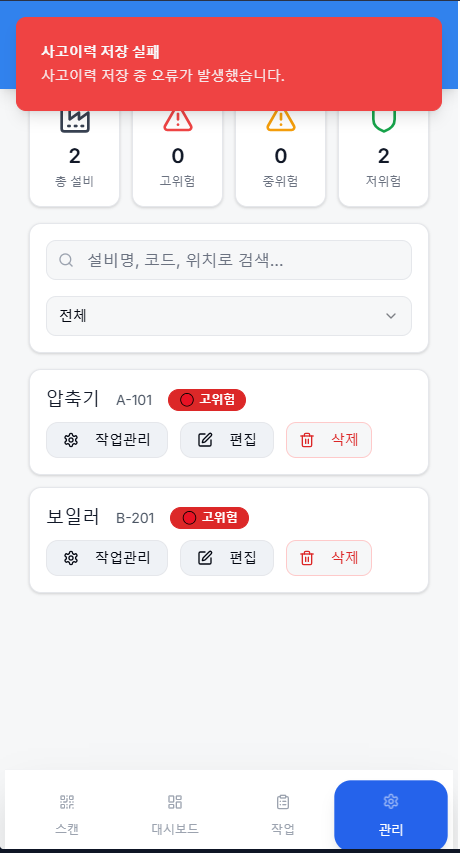 사고이력 저장 실패
사고이력 저장 중 오류가 발생했습니다.
2 0 0 2
총 설비 고위험 중위험 저위험
설비명, 코드, 위치로 검색...
전체
압축기 A-101 고위험
작업관리 편집 삭제
보일러 B-201 고위험
작업관리 편집 삭제
스캔 대시보드 작업 관리